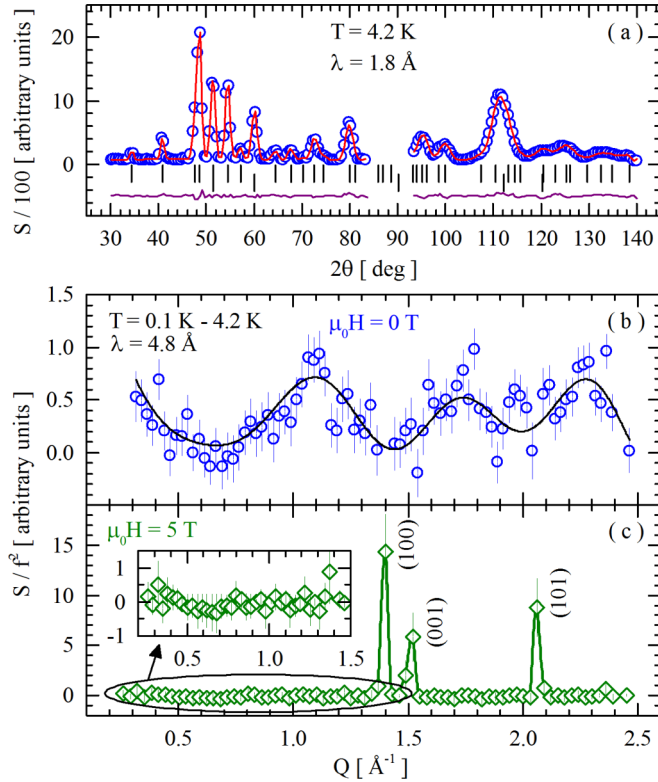 T = 4.2 K
( a )
λ = 1.8 Å
20
10
0
S / 100 [ arbitrary units ]
30 40 50 60 70 80 90 100 110 120 130 140
2θ [ deg ]
1.5
T = 0.1 K - 4.2 K
μ₀H = 0 T
( b )
λ = 4.8 Å
1.0
0.5
0.0
S / f² [ arbitrary units ]
μ₀H = 5 T
( c )
15
10
5
0
1
0
-1
0.5 1.0 1.5
(100)
(001)
(101)
0.5 1.0 1.5 2.0 2.5
Q [ Å⁻¹ ]